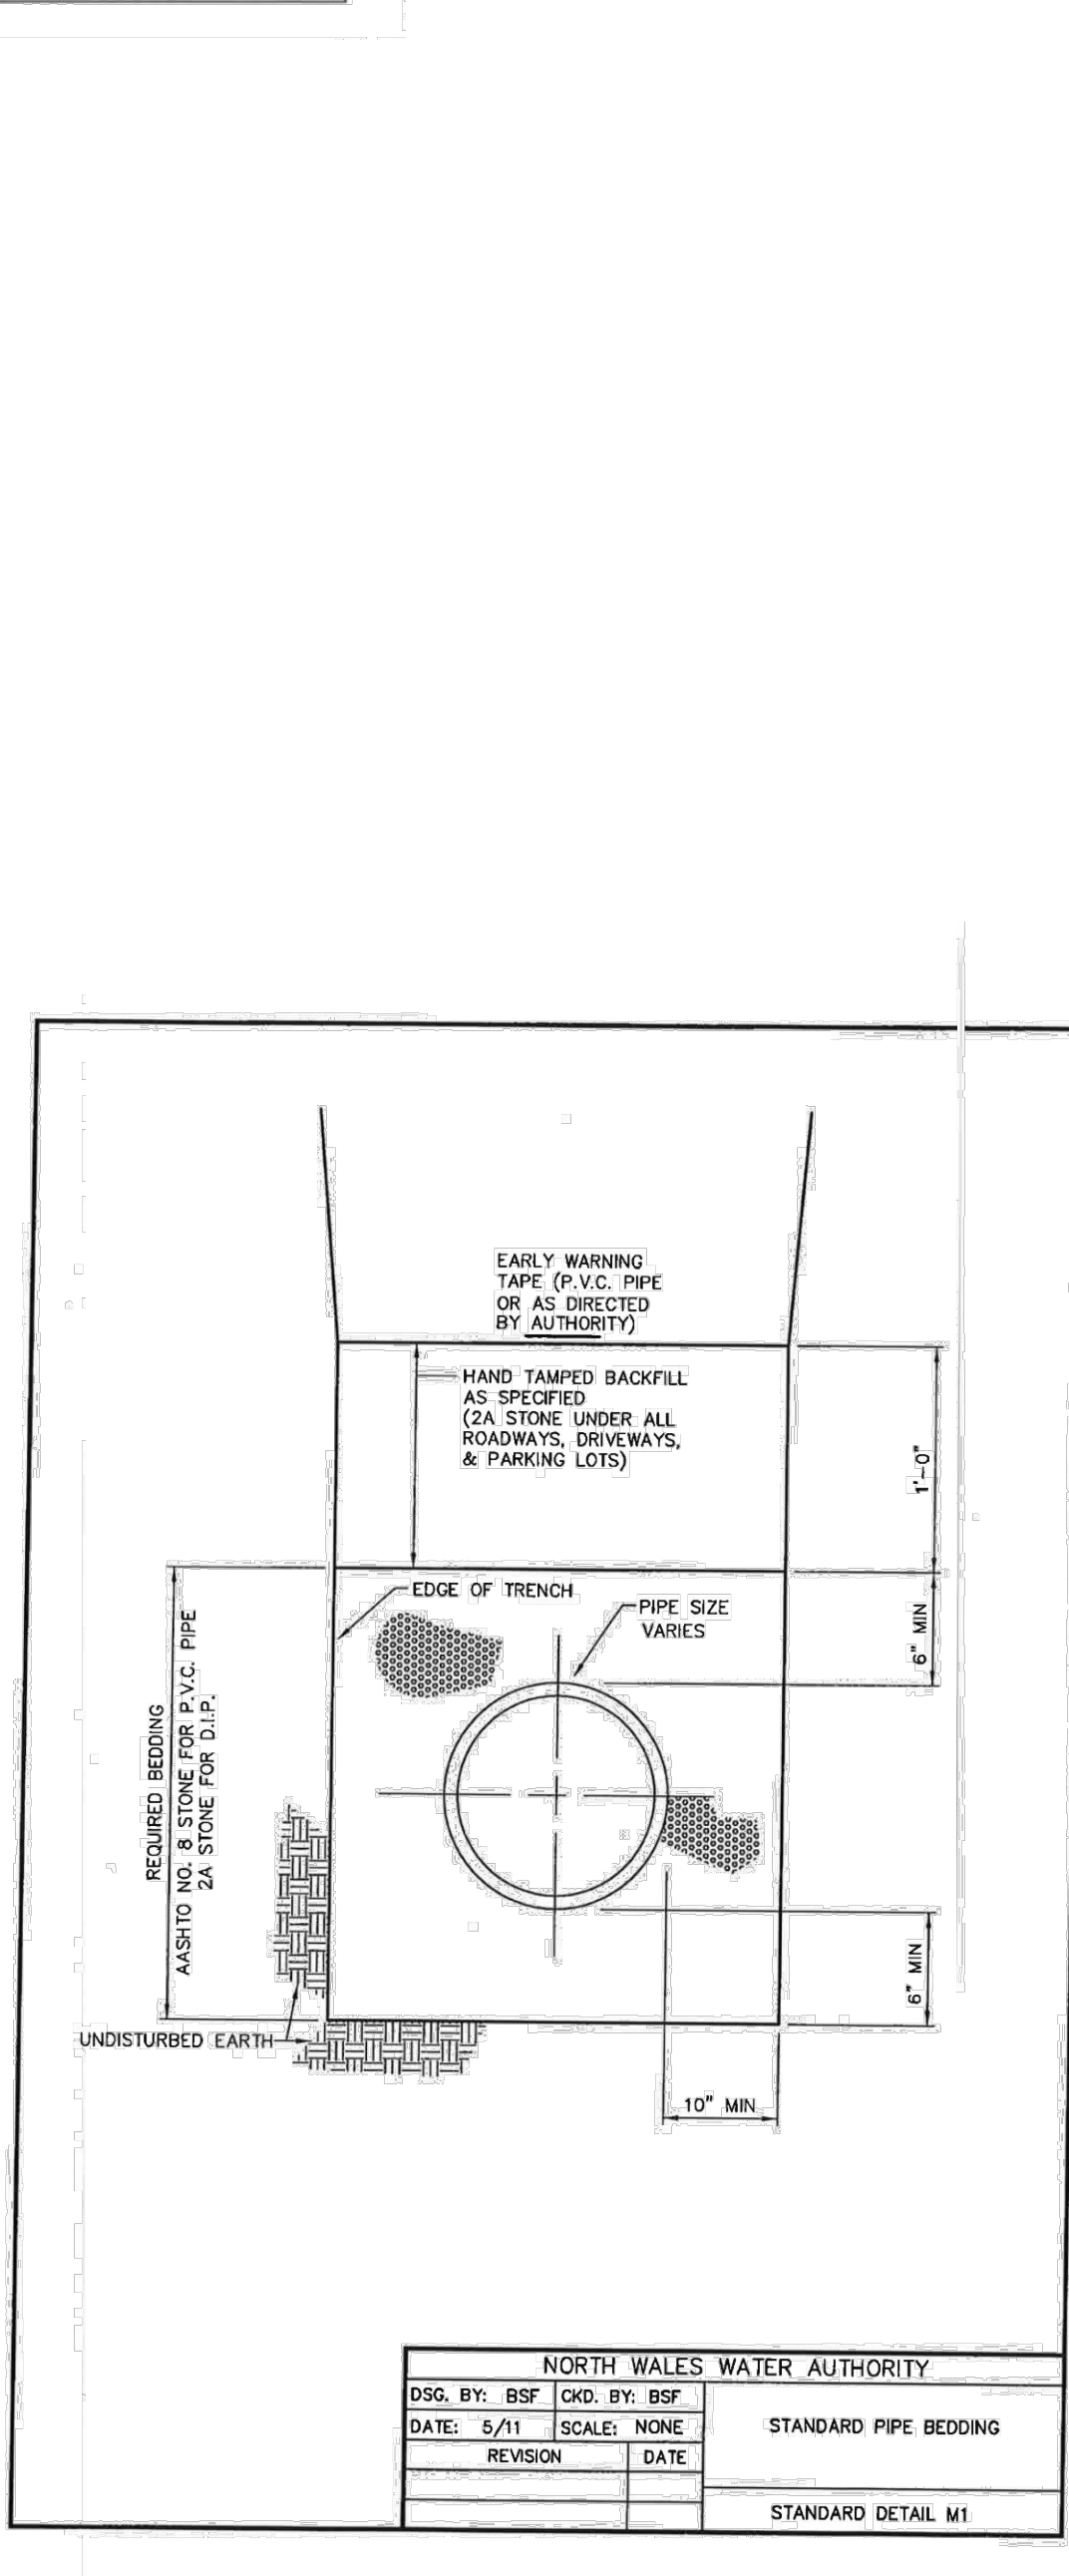 EARLY WARNING
TAPE (P.V.C. PIPE
OR AS DIRECTED
BY AUTHORITY)
HAND TAMPED BACKFILL
AS SPECIFIED
(2A STONE UNDER ALL
ROADWAYS, DRIVEWAYS,
& PARKING LOTS)
1'-0"
EDGE OF TRENCH
PIPE SIZE
VARIES
6" MIN
REQUIRED BEDDING
AASHTO NO. 8 STONE FOR P.V.C. PIPE
2A STONE FOR D.I.P.
6" MIN
UNDISTURBED EARTH
10" MIN
NORTH WALES WATER AUTHORITY
DSG. BY: BSF
CKD. BY: BSF
DATE: 5/11
SCALE: NONE
REVISION
DATE
STANDARD PIPE BEDDING
STANDARD DETAIL M1